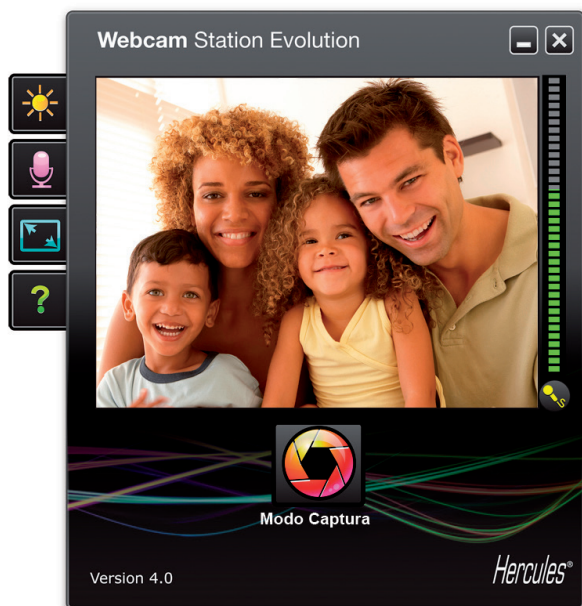 Webcam Station Evolution
?
S
Modo Captura
Version 4.0
Hercules®